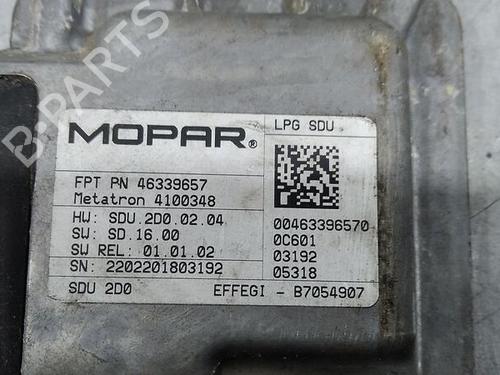 B-PARTS
MOPAR®
LPG SDU
FPT PN 46339657
Metatron 4100348
HW: SDU.2D0.02.04
SW: SD.16.00
SW REL: 01.01.02
SN: 2202201803192
00463396570
0C601
03192
05318
SDU 2D0
EFFEGI - B7054907